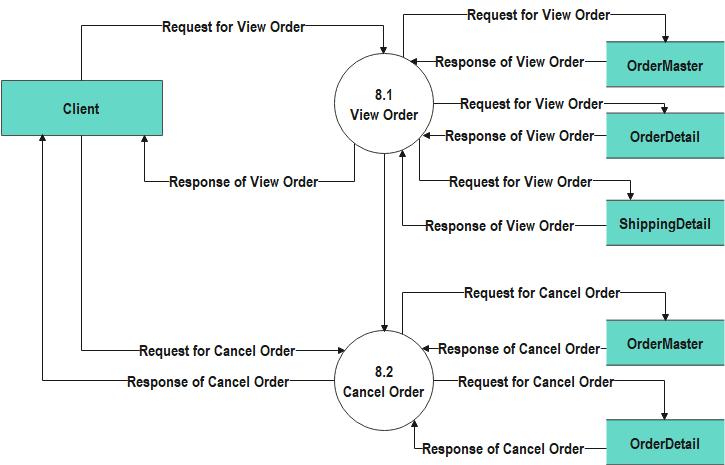 Request for View Order
Request for View Order
Response of View Order
OrderMaster
8.1
View Order
Client
Request for View Order
Response of View Order
OrderDetail
Response of View Order
Request for View Order
Response of View Order
ShippingDetail
Request for Cancel Order
Request for Cancel Order
Response of Cancel Order
OrderMaster
8.2
Cancel Order
Response of Cancel Order
Request for Cancel Order
Response of Cancel Order
OrderDetail